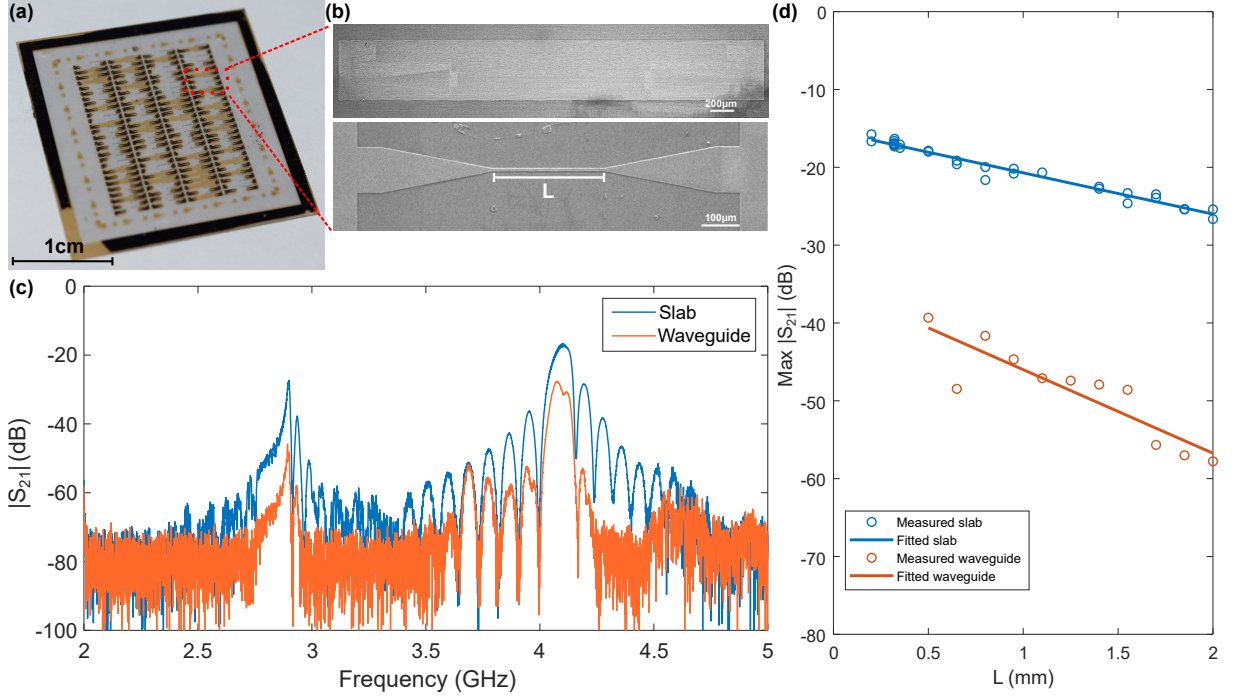 (a)
1cm
(b)
200μm
L
100μm
(c)
0
-20
-40
-60
-80
-100
|S21| (dB)
2
2.5
3
3.5
4
4.5
5
Frequency (GHz)
Slab
Waveguide
(d)
0
-10
-20
-30
-40
-50
-60
-70
-80
Max |S21| (dB)
0
0.5
1
1.5
2
L (mm)
Measured slab
Fitted slab
Measured waveguide
Fitted waveguide